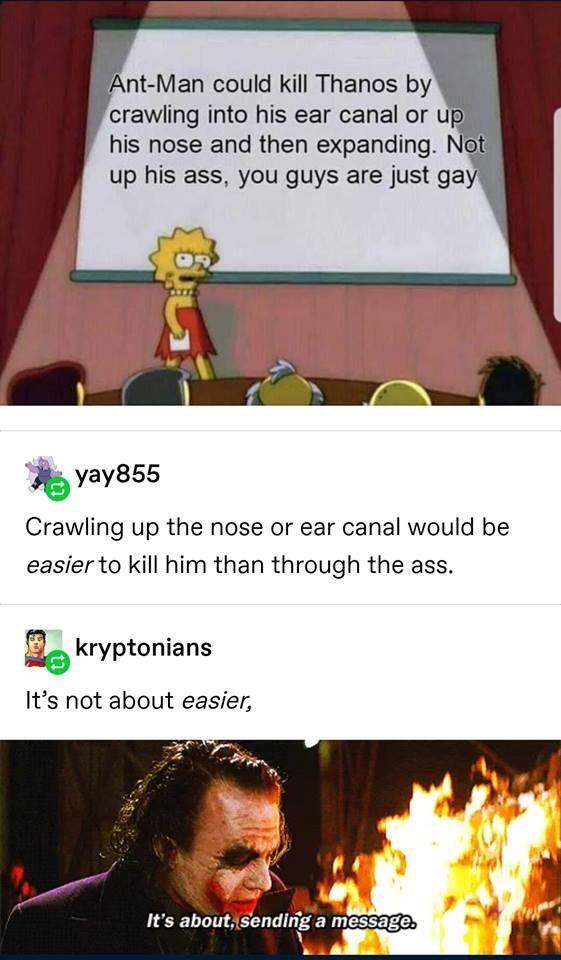 Ant-Man could kill Thanos by
crawling into his ear canal or up
his nose and then expanding. Not
up his ass, you guys are just gay
yay855
Crawling up the nose or ear canal would be
easier to kill him than through the ass.
kryptonians
It's not about easier,
It's about, sending a message.